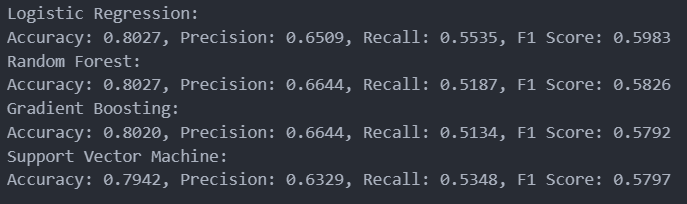 Logistic Regression:
Accuracy: 0.8027, Precision: 0.6509, Recall: 0.5535, F1 Score: 0.5983
Random Forest:
Accuracy: 0.8027, Precision: 0.6644, Recall: 0.5187, F1 Score: 0.5826
Gradient Boosting:
Accuracy: 0.8020, Precision: 0.6644, Recall: 0.5134, F1 Score: 0.5792
Support Vector Machine:
Accuracy: 0.7942, Precision: 0.6329, Recall: 0.5348, F1 Score: 0.5797